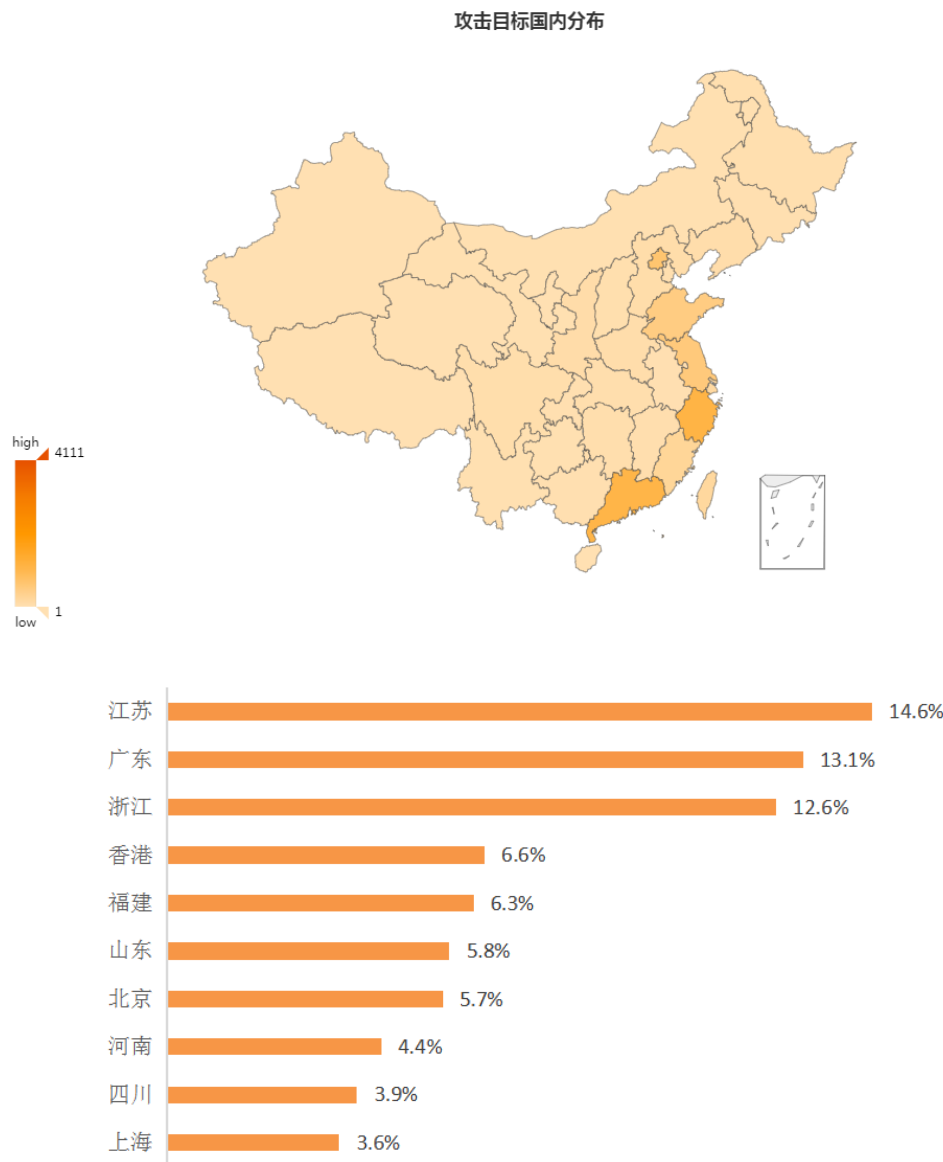 攻击目标国内分布
high
4111
1
low
江苏 14.6%
广东 13.1%
浙江 12.6%
香港 6.6%
福建 6.3%
山东 5.8%
北京 5.7%
河南 4.4%
四川 3.9%
上海 3.6%